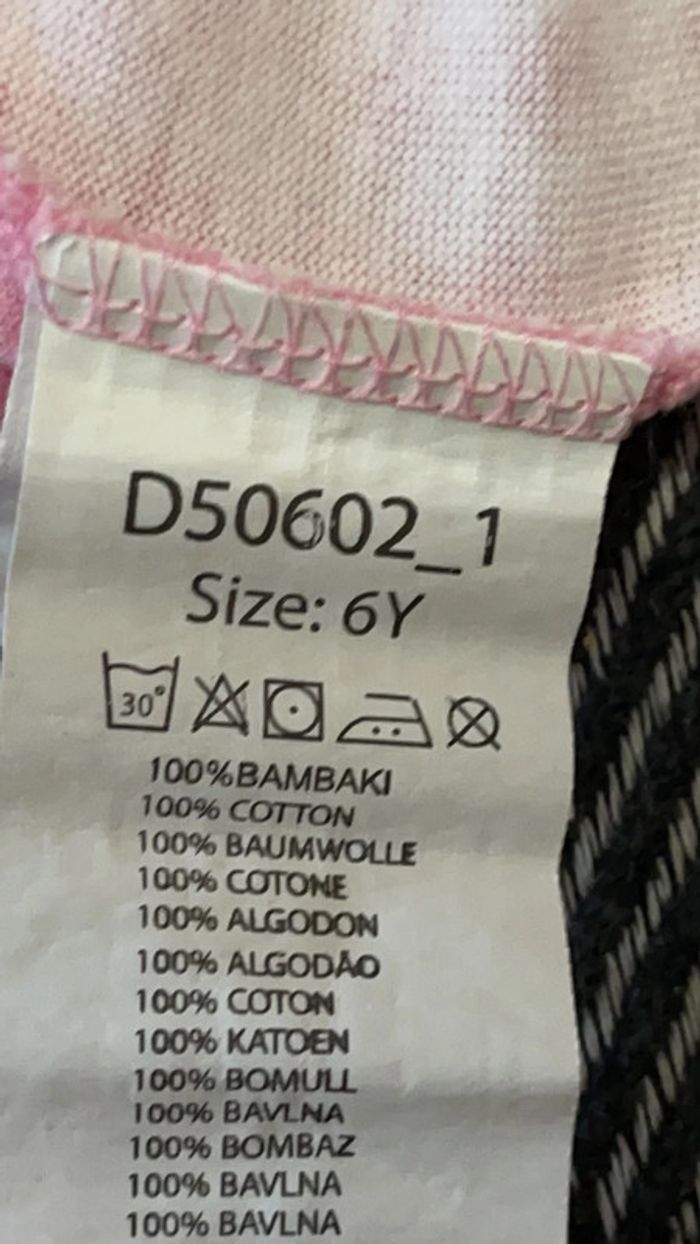 D50602_1
Size: 6Y
30°
100%BAMBAKI
100% COTTON
100% BAUMWOLLE
100% COTONE
100% ALGODON
100% ALGODÃO
100% COTON
100% KATOEN
100% BOMULL
100% BAVLNA
100% BOMBAZ
100% BAVLNA
100% BAVLNA